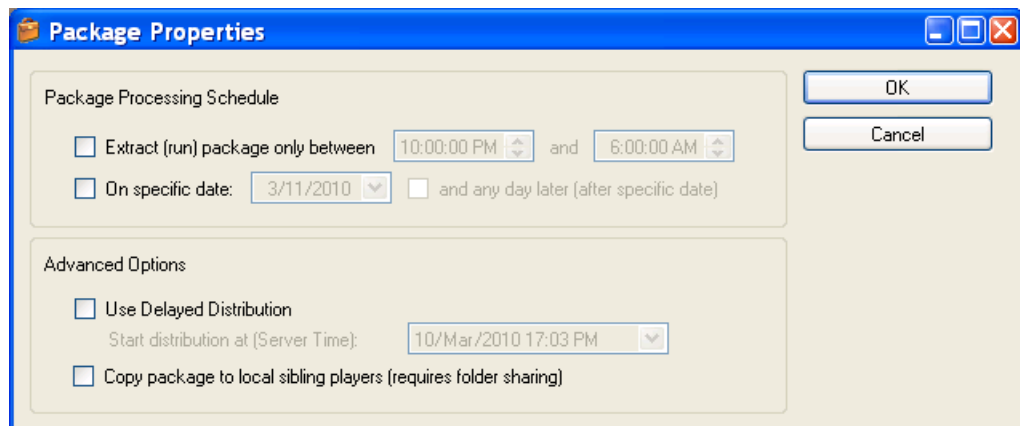 Package Properties
Package Processing Schedule
OK
Extract (run) package only between 10:00:00 PM and 6:00:00 AM
Cancel
On specific date: 3/11/2010 and any day later (after specific date)
Advanced Options
Use Delayed Distribution
Start distribution at (Server Time): 10/Mar/2010 17:03 PM
Copy package to local sibling players (requires folder sharing)